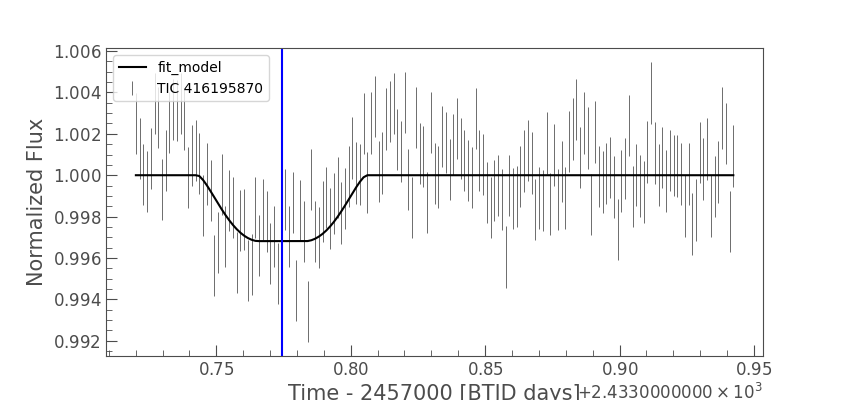 1.006
1.004
1.002
1.000
0.998
0.996
0.994
0.992
Normalized Flux
fit_model
TIC 416195870
0.75 0.80 0.85 0.90 0.95
Time - 2457000 [BTJD days]
+2.4330000000 × 10³